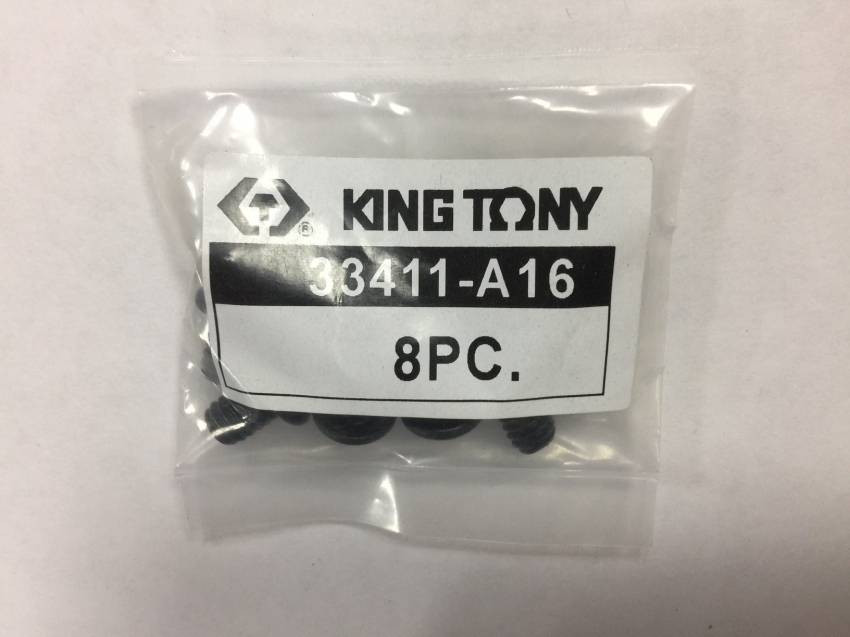 KING TONY
®
33411-A16
8PC.